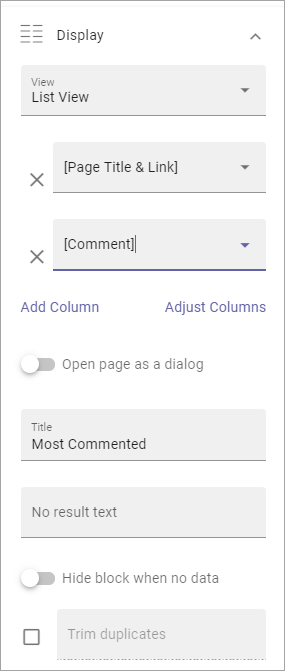 Display
View
List View
[Page Title & Link]
[Comment]
Add Column Adjust Columns
Open page as a dialog
Title
Most Commented
No result text
Hide block when no data
Trim duplicates